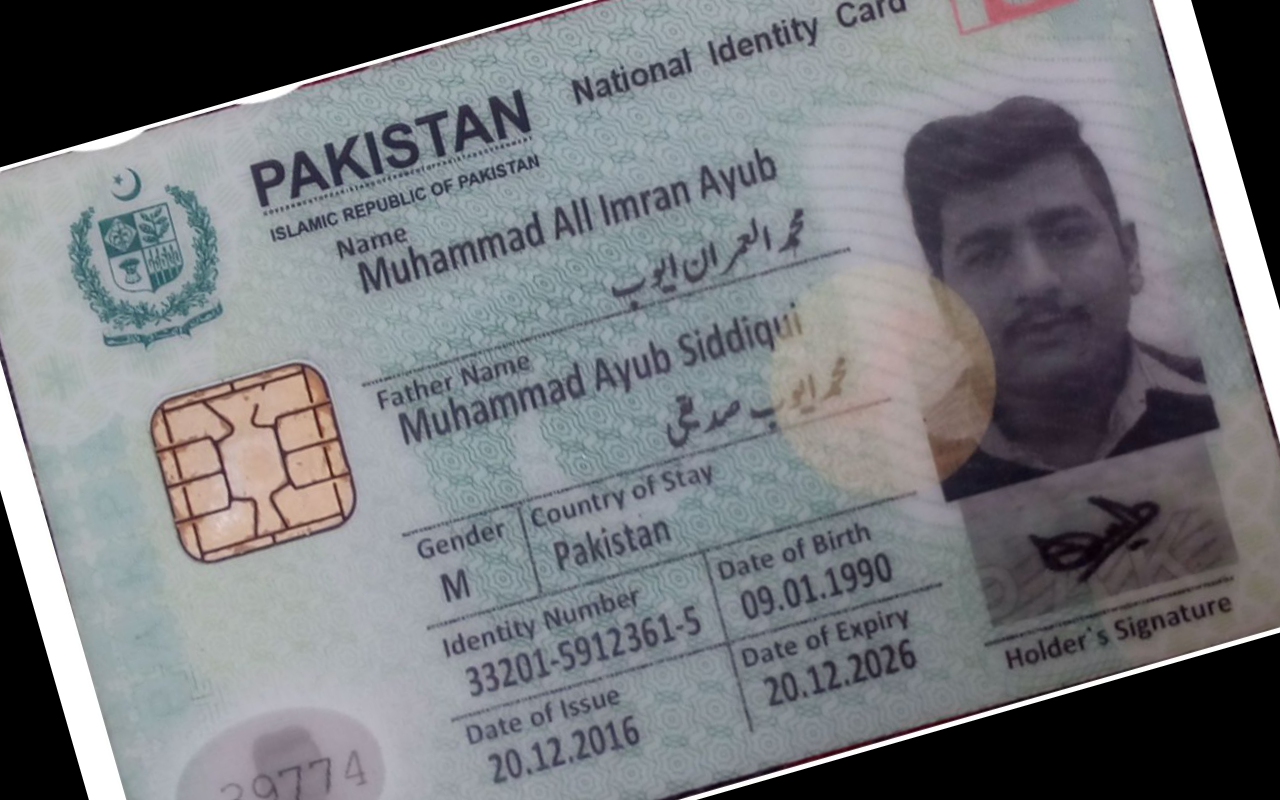 National Identity Card
PAKISTAN
ISLAMIC REPUBLIC OF PAKISTAN
Name
Muhammad All Imran Ayub
محمد العمران ایوب
Father Name
Muhammad Ayub Siddiqui
محمد ایوب صدیقی
Gender
Country of Stay
M
Pakistan
Identity Number
Date of Birth
33201-5912361-5
09.01.1990
Date of Issue
Date of Expiry
20.12.2016
20.12.2026
Holder's Signature
39774